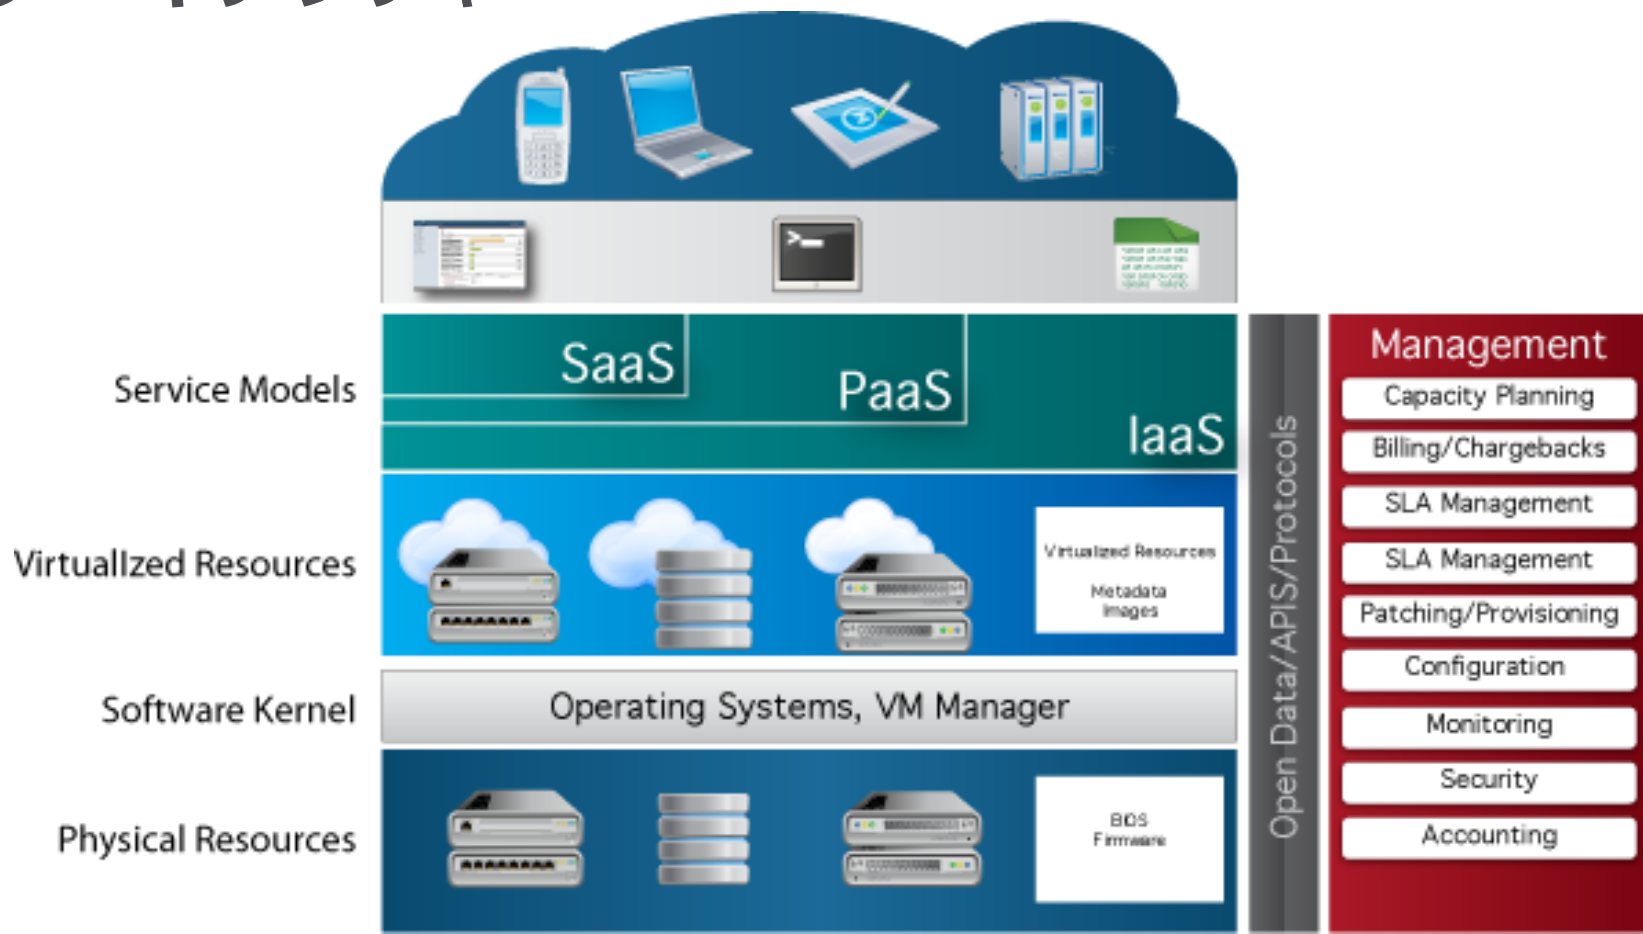 SaaS
PaaS
IaaS
Service Models
VirtualIzed Resources
Virtualized Resources
Metadata
Images
Software Kernel
Operating Systems, VM Manager
Physical Resources
BIOS
Firmware
Open Data/APIS/Protocols
Management
Capacity Planning
Billing/Chargebacks
SLA Management
SLA Management
Patching/Provisioning
Configuration
Monitoring
Security
Accounting